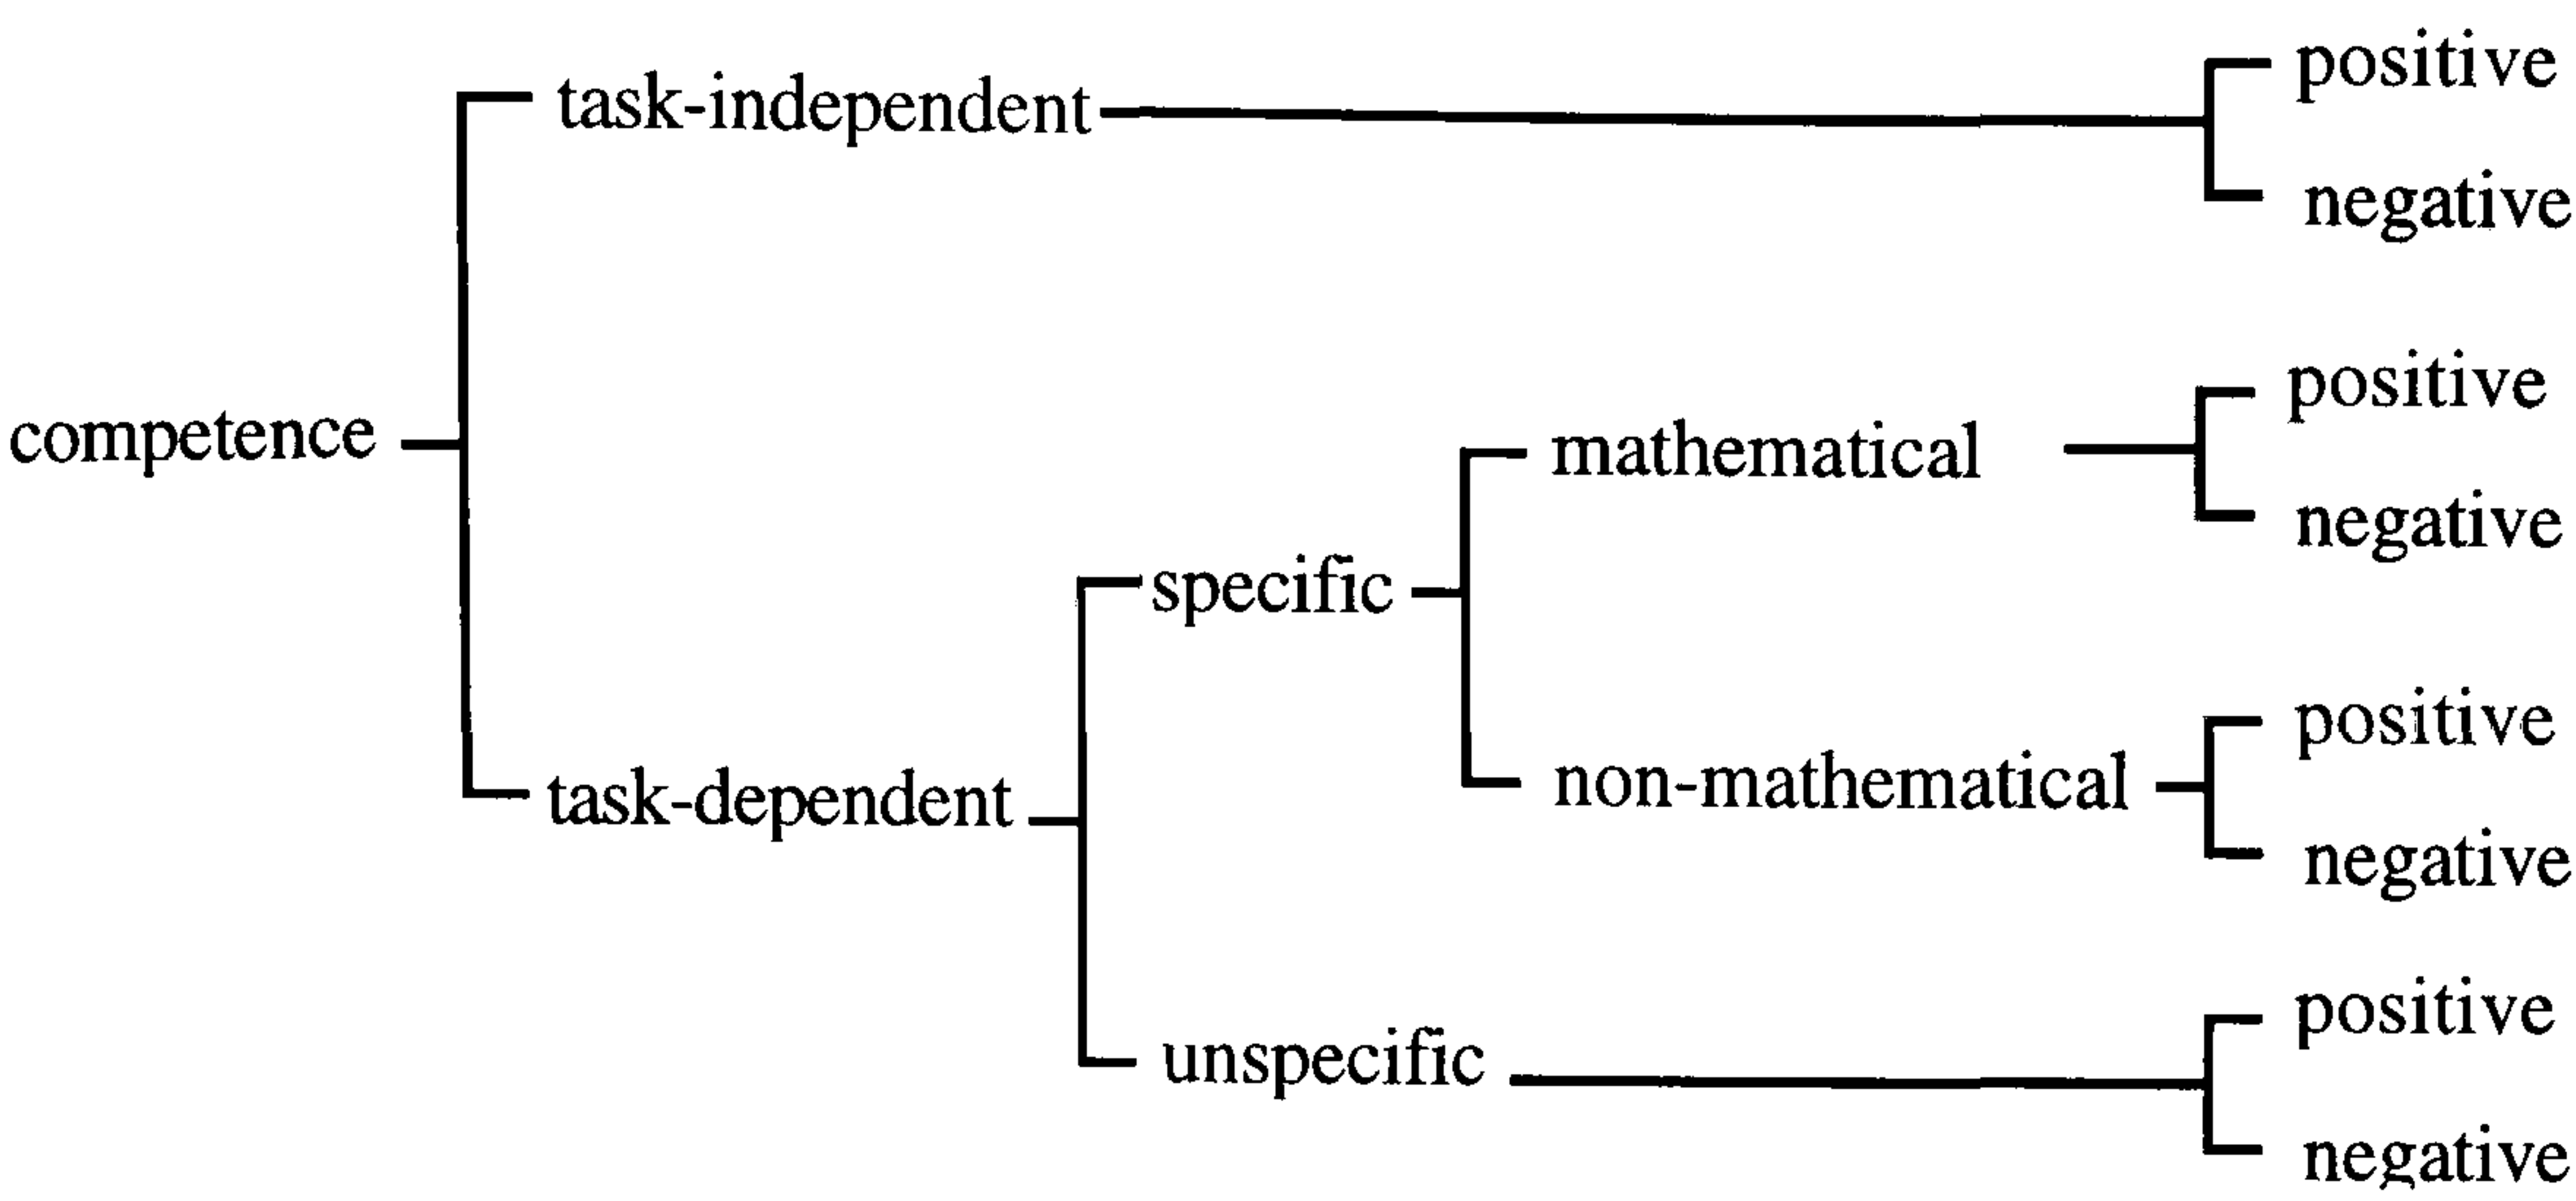 positive
task-independent
negative
positive
competence
mathematical
negative
specific
positive
non-mathematical
task-dependent
negative
positive
unspecific
negative